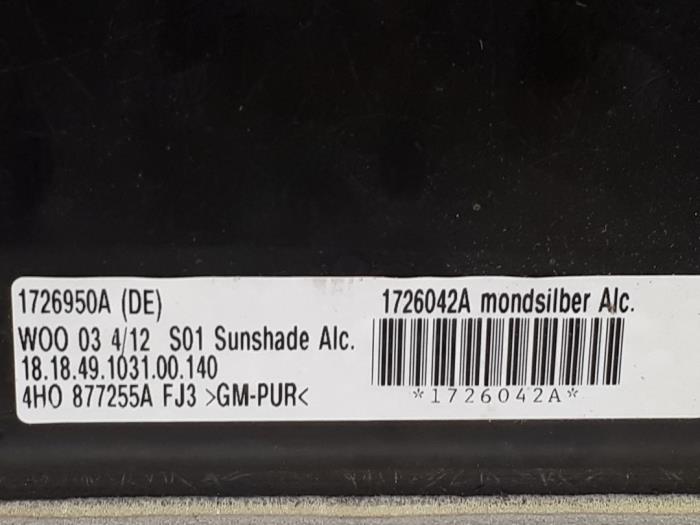 1726950A (DE)
1726042A mondsilber Alc.
WOO 03 4/12 S01 Sunshade Alc.
18.18.49.1031.00.140
4HO 877255A FJ3 >GM-PUR<
*1726042A*